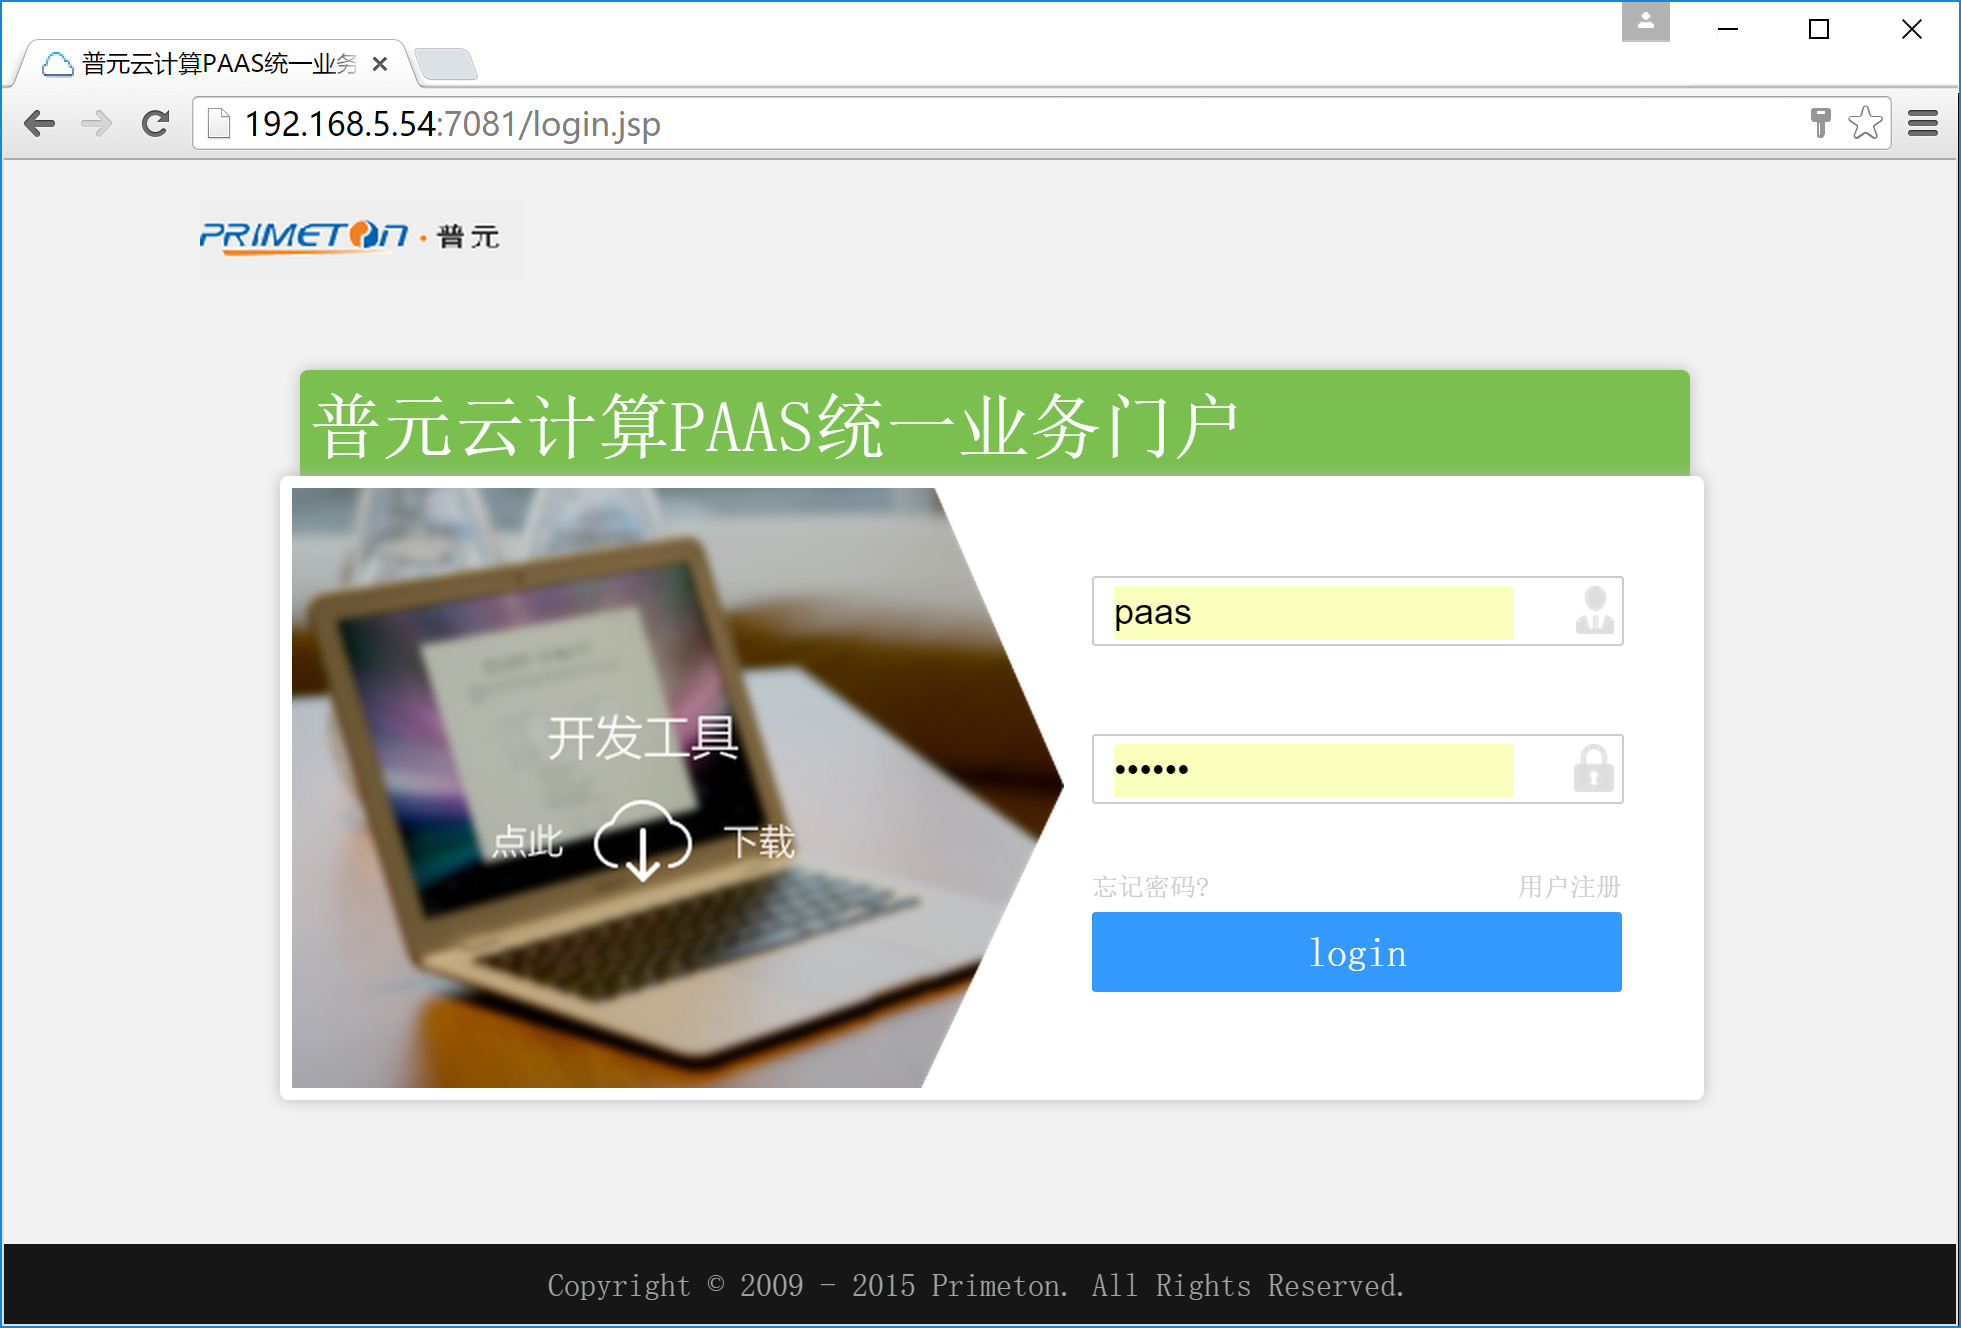 普元云计算PAAS统一业务
192.168.5.54:7081/login.jsp
PRIMETON·普元
普元云计算PAAS统一业务门户
开发工具
点此 下载
paas
••••••
忘记密码? 用户注册
login
Copyright © 2009 - 2015 Primeton. All Rights Reserved.